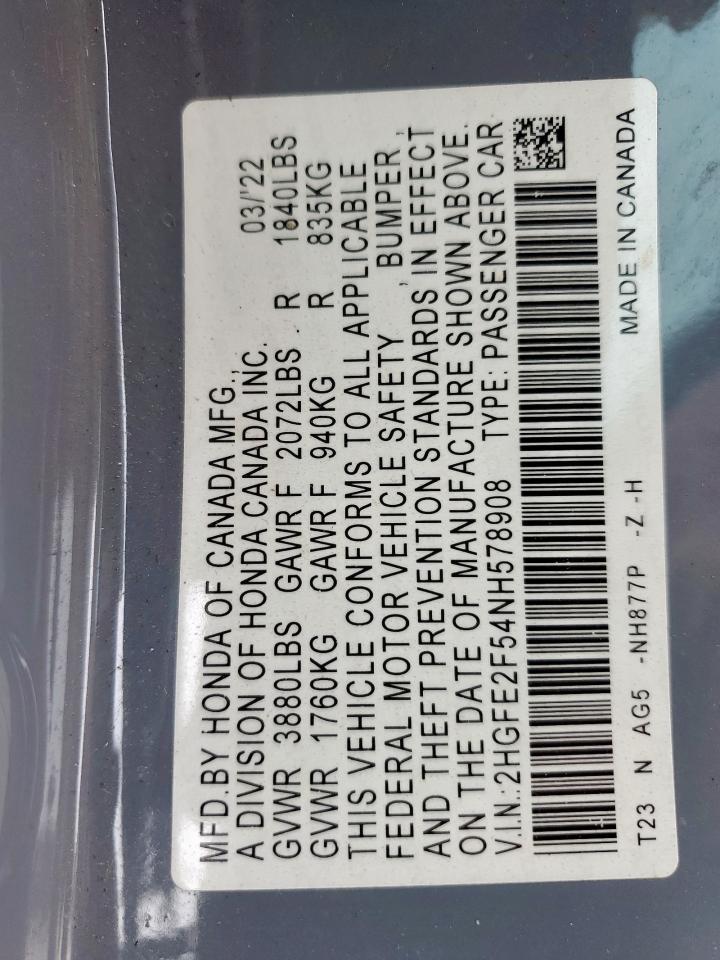 MFD.BY HONDA OF CANADA MFG.,
A DIVISION OF HONDA CANADA INC. 03/'22
GVWR 3880LBS GAWR F 2072LBS R 1840LBS
GVWR 1760KG GAWR F 940KG R 835KG
THIS VEHICLE CONFORMS TO ALL APPLICABLE
FEDERAL MOTOR VEHICLE SAFETY , BUMPER ,
AND THEFT PREVENTION STANDARDS IN EFFECT
ON THE DATE OF MANUFACTURE SHOWN ABOVE.
V.I.N.:2HGFE2F54NH578908 TYPE: PASSENGER CAR
MADE IN CANADA
T23 N AG5 -NH877P -Z -H